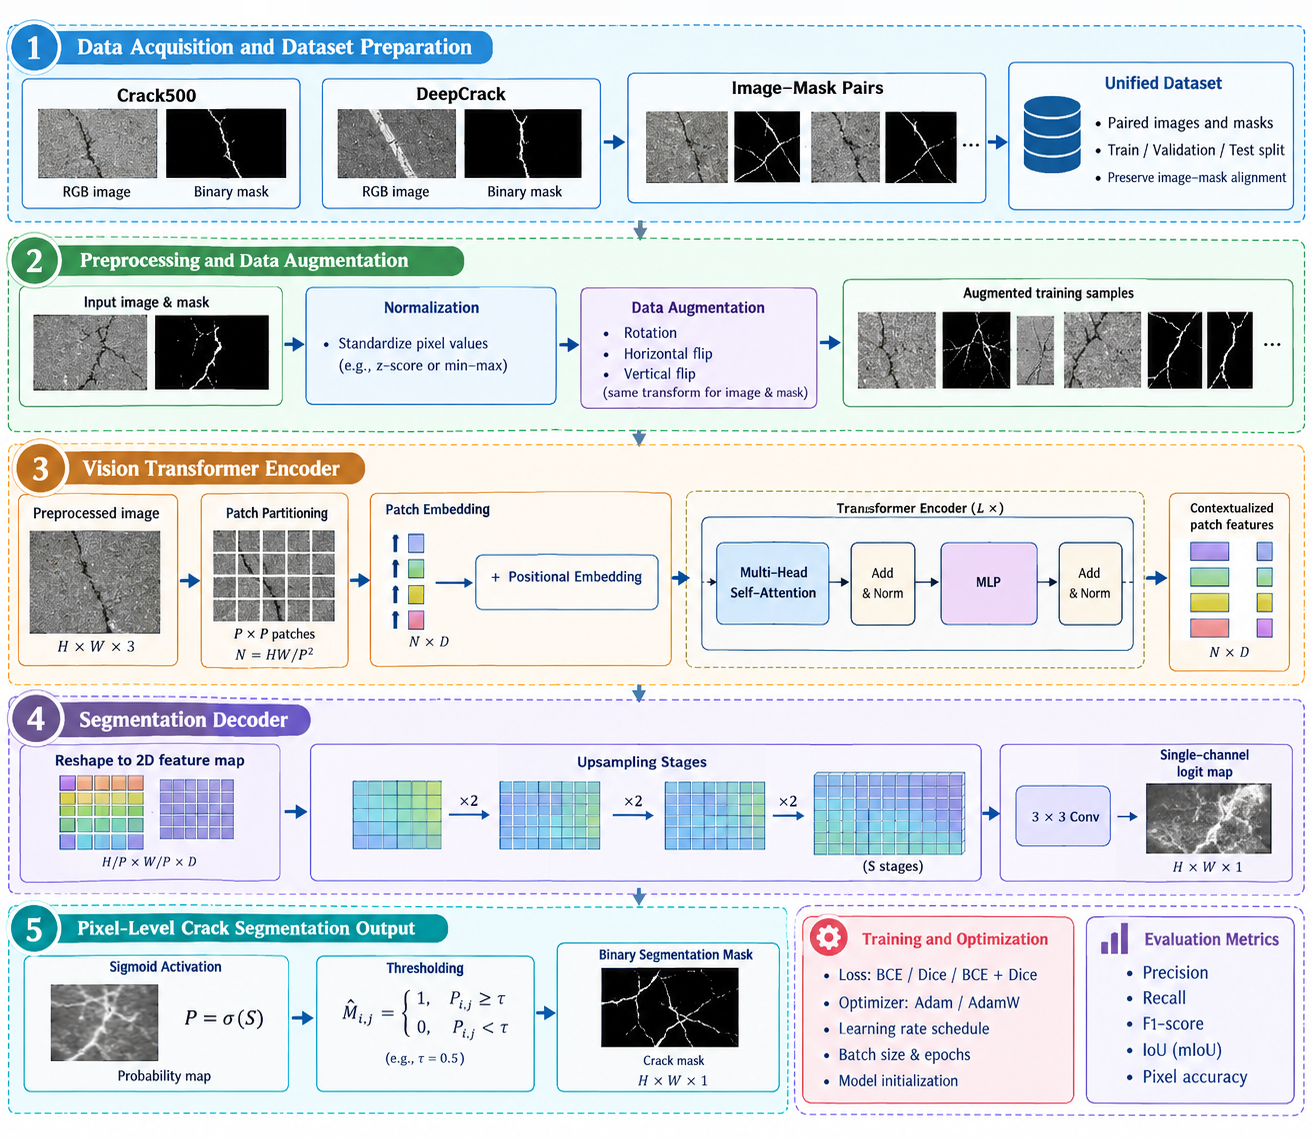 1 Data Acquisition and Dataset Preparation
Crack500
RGB image Binary mask
DeepCrack
RGB image Binary mask
Image–Mask Pairs
...
Unified Dataset
• Paired images and masks
• Train / Validation / Test split
• Preserve image–mask alignment
2 Preprocessing and Data Augmentation
Input image & mask
Normalization
• Standardize pixel values
(e.g., z–score or min–max)
Data Augmentation
• Rotation
• Horizontal flip
• Vertical flip
(same transform for image & mask)
Augmented training samples
...
3 Vision Transformer Encoder
Preprocessed image
H × W × 3
Patch Partitioning
P × P patches
N = HW/P²
Patch Embedding
N × D
+ Positional Embedding
Transformer Encoder (L ×)
Multi–Head
Self–Attention
Add
& Norm
MLP
Add
& Norm
Contextualized
patch features
N × D
4 Segmentation Decoder
Reshape to 2D feature map
H/P × W/P × D
Upsampling Stages
×2 ×2 ×2
(S stages)
3 × 3 Conv
Single–channel
logit map
H × W × 1
5 Pixel-Level Crack Segmentation Output
Sigmoid Activation
P = σ(S)
Probability map
Thresholding
M̂i,j = { 1, Pi,j ≥ τ
0, Pi,j < τ
(e.g., τ = 0.5)
Binary Segmentation Mask
Crack mask
H × W × 1
Training and Optimization
• Loss: BCE / Dice / BCE + Dice
• Optimizer: Adam / AdamW
• Learning rate schedule
• Batch size & epochs
• Model initialization
Evaluation Metrics
• Precision
• Recall
• F1–score
• IoU (mIoU)
• Pixel accuracy